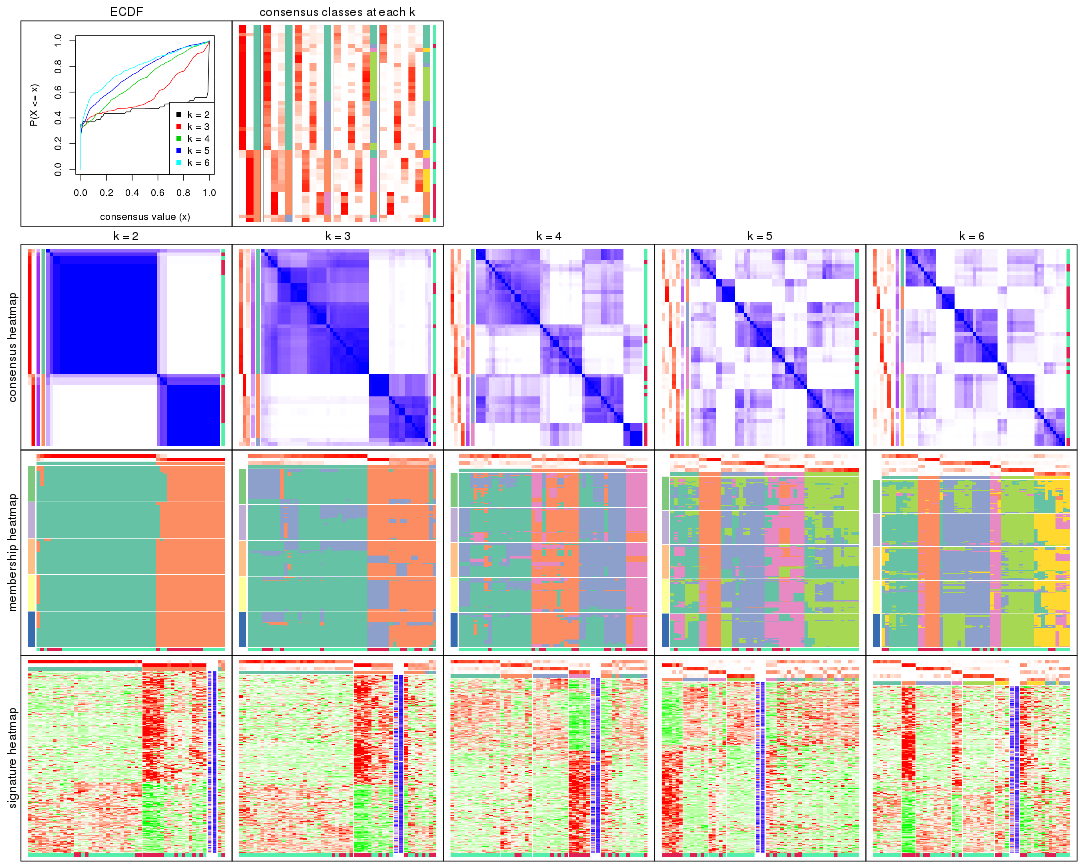 ECDF
consensus classes at each k
P(X <= x)
0.0 0.2 0.4 0.6 0.8 1.0
k = 2
k = 3
k = 4
k = 5
k = 6
0.0 0.2 0.4 0.6 0.8 1.0
consensus value (x)
k = 2 k = 3 k = 4 k = 5 k = 6
consensus heatmap
membership heatmap
signature heatmap